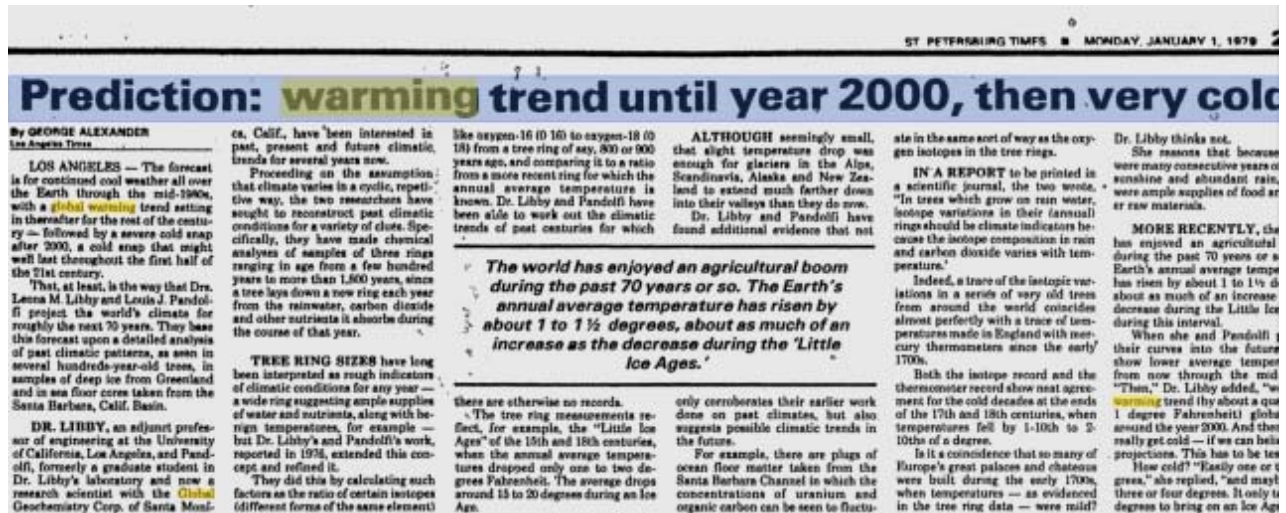 ST. PETERSBURG TIMES ■ MONDAY, JANUARY 1, 1979
Prediction: warming trend until year 2000, then very cold
By GEORGE ALEXANDER
Los Angeles Times
LOS ANGELES — The forecast
is for continued cool weather all over
the Earth through the mid-1980s,
with a global warming trend setting
in thereafter for the rest of the centu-
ry — followed by a severe cold snap
after 2000, a cold snap that might
well last throughout the first half of
the 21st century.
That, at least, is the way that Drs.
Leona M. Libby and Louis J. Pandol-
fi project the world's climate for
roughly the next 70 years. They base
this forecast upon a detailed analysis
of past climatic patterns, as seen in
several hundreds-year-old trees, in
samples of deep ice from Greenland
and in sea floor cores taken from the
Santa Barbara, Calif. Basin.
DR. LIBBY, an adjunct profes-
sor of engineering at the University
of California, Los Angeles, and Pand-
olfi, formerly a graduate student in
Dr. Libby's laboratory and now a
research scientist with the Global
Geochemistry Corp. of Santa Moni-
ca, Calif., have been interested in
past, present and future climatic
trends for several years now.
Proceeding on the assumption
that climate varies in a cyclic, repeti-
tive way, the two researchers have
sought to reconstruct past climatic
conditions for a variety of clues. Spe-
cifically, they have made chemical
analyses of samples of three rings
ranging in age from a few hundred
years to more than 1,800 years, since
a tree lays down a new ring each year
from the rainwater, carbon dioxide
and other nutrients it absorbs during
the course of that year.
TREE RING SIZES have long
been interpreted as rough indicators
of climatic conditions for any year —
a wide ring suggesting ample supplies
of water and nutrients, along with be-
nign temperatures, for example —
but Dr. Libby's and Pandolfi's work,
reported in 1976, extended this con-
cept and refined it.
They did this by calculating such
factors as the ratio of certain isotopes
(different forms of the same element)
like oxygen-16 (0 16) to oxygen-18 (0
18) from a tree ring of say, 800 or 900
years ago, and comparing it to a ratio
from a more recent ring for which the
annual average temperature is
known. Dr. Libby and Pandolfi have
been able to work out the climatic
trends of past centuries for which
The world has enjoyed an agricultural boom
during the past 70 years or so. The Earth's
annual average temperature has risen by
about 1 to 1½ degrees, about as much of an
increase as the decrease during the 'Little
Ice Ages.'
there are otherwise no records.
The tree ring measurements re-
flect, for example, the "Little Ice
Ages" of the 15th and 18th centuries,
when the annual average tempera-
tures dropped only one to two de-
grees Fahrenheit. The average drops
around 15 to 20 degrees during an Ice
Age.
ALTHOUGH seemingly small,
that slight temperature drop was
enough for glaciers in the Alps,
Scandinavia, Alaska and New Zea-
land to extend much farther down
into their valleys than they do now.
Dr. Libby and Pandolfi have
found additional evidence that not
only corroborates their earlier work
done on past climates, but also
suggests possible climatic trends in
the future.
For example, there are plugs of
ocean floor matter taken from the
Santa Barbara Channel in which the
concentrations of uranium and
organic carbon can be seen to fluctu-
ate in the same sort of way as the oxy-
gen isotopes in the tree rings.
IN A REPORT to be printed in
a scientific journal, the two wrote,
"In trees which grow on rain water,
isotope variations in their (annual)
rings should be climate indicators be-
cause the isotope composition in rain
and carbon dioxide varies with tem-
perature.'
Indeed, a trace of the isotopic var-
iations in a series of very old trees
from around the world coincides
almost perfectly with a trace of tem-
peratures made in England with mer-
cury thermometers since the early
1700s.
Both the isotope record and the
thermometer record show neat agree-
ment for the cold decades at the ends
of the 17th and 18th centuries, when
temperatures fell by 1-10th to 2-
10ths of a degree.
Is it a coincidence that so many of
Europe's great palaces and chateaus
were built during the early 1700s,
when temperatures — as evidenced
in the tree ring data — were mild?
Dr. Libby thinks not.
She reasons that because
were many consecutive years of
sunshine and abundant rain,
were ample supplies of food an
er raw materials.
MORE RECENTLY, the
has enjoyed an agricultural
during the past 70 years or s
Earth's annual average tempe
has risen by about 1 to 1½ d
about as much of an increase
decrease during the Little Ice
during this interval.
When she and Pandolfi
their curves into the future
show lower average temper
from now through the mid
"Then," Dr. Libby added, "w
warming trend (by about a qua
1 degree Fahrenheit) global
around the year 2000. And then
really get cold — if we can beli
projections. This has to be tes
How cold? "Easily one or t
grees," she replied, "and mayb
three or four degrees. It only t
degrees to bring on an Ice Age